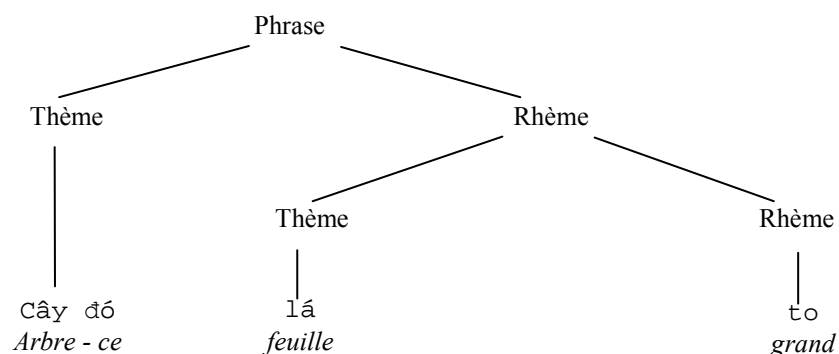 Phrase
Thème Rhème
Thème Rhème
Cây đó lá to
Arbre - ce feuille grand